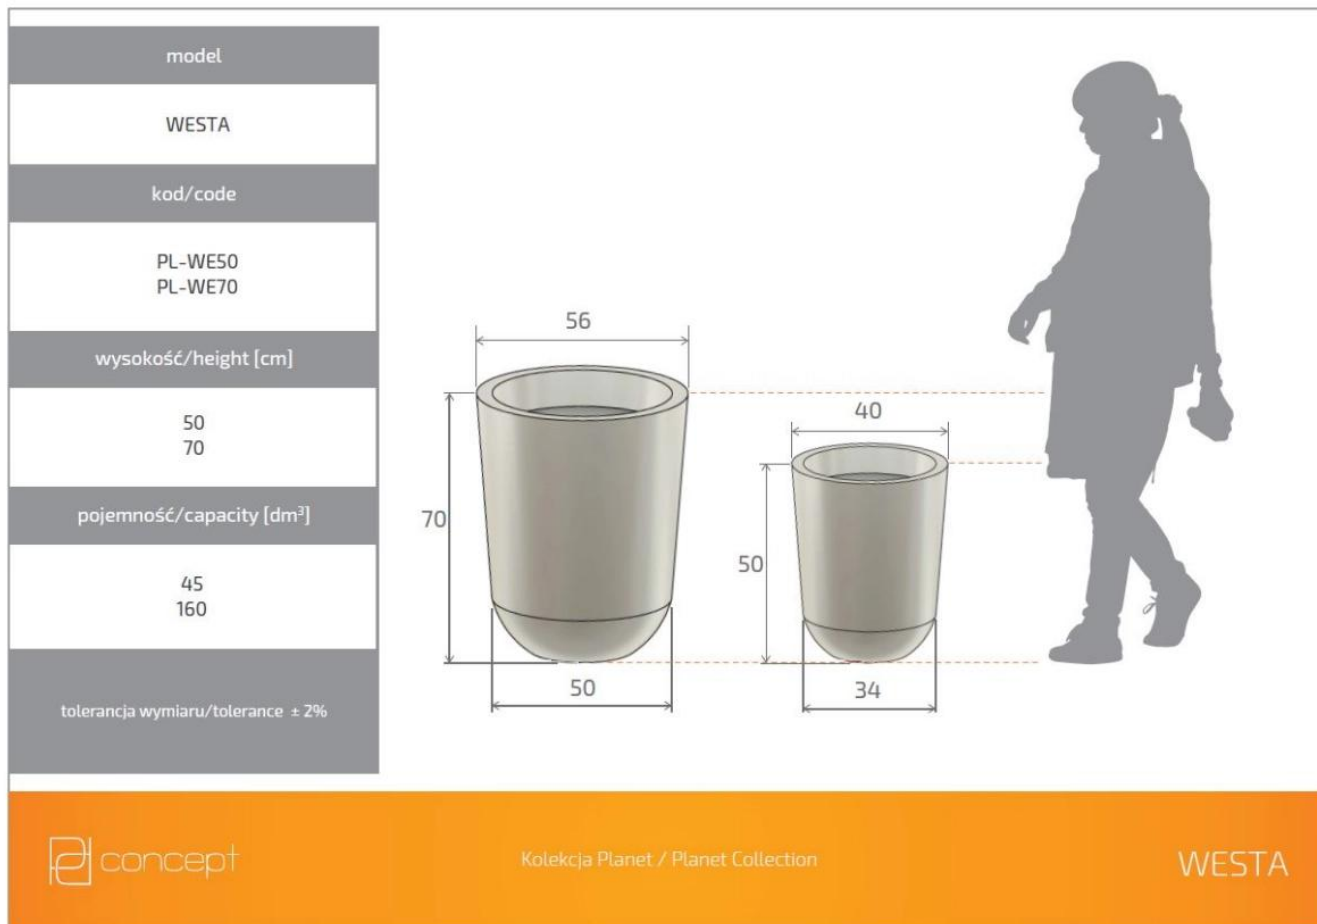 model
WESTA
kod/code
PL-WE50
PL-WE70
wysokość/height [cm]
50
70
pojemność/capacity [dm³]
45
160
tolerancja wymiaru/tolerance ± 2%
56
70
50
40
50
34
concept
Kolekcja Planet / Planet Collection
WESTA